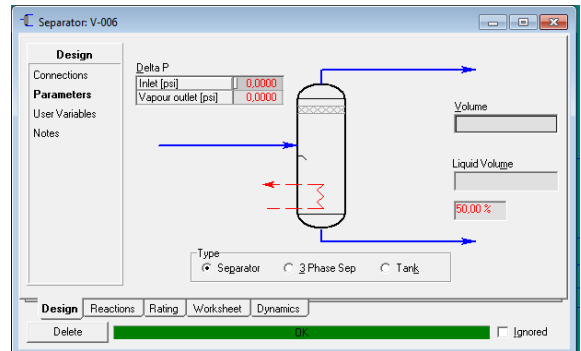 Separator: V-006
Design
Connections
Parameters
User Variables
Notes
Delta P
Inlet [psi] 0,0000
Vapour outlet [psi] 0,0000
Volume
Liquid Volume
50,00 %
Type
Separator 3 Phase Sep Tank
Design Reactions Rating Worksheet Dynamics
Delete OK Ignored